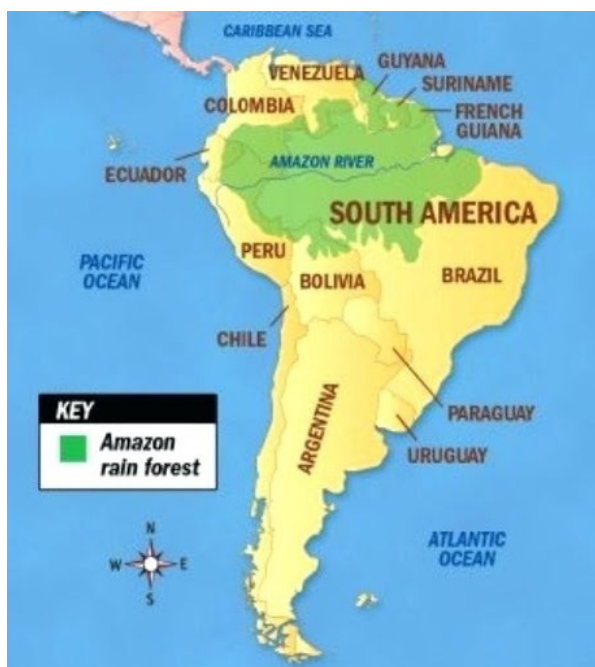 CARIBBEAN SEA
GUYANA
VENEZUELA
SURINAME
COLOMBIA
FRENCH
GUIANA
ECUADOR
AMAZON RIVER
SOUTH AMERICA
PERU
PACIFIC
OCEAN
BOLIVIA
BRAZIL
CHILE
KEY
Amazon
rain forest
ARGENTINA
PARAGUAY
URUGUAY
ATLANTIC
OCEAN
N
W
E
S